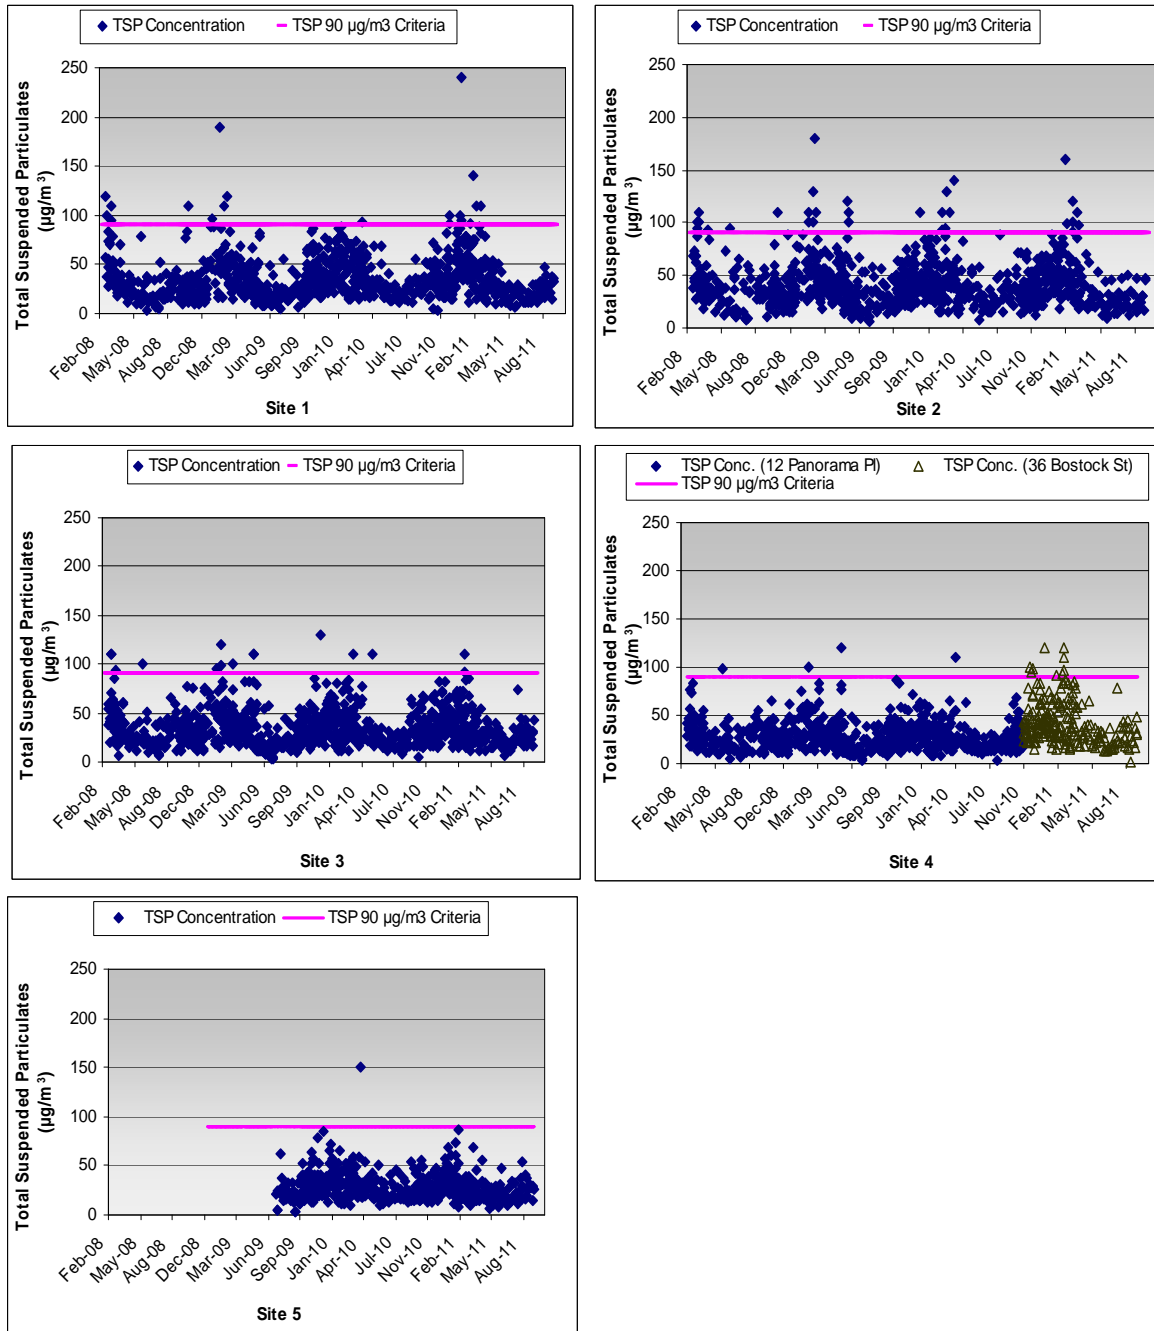 TSP Concentration TSP 90 µg/m3 Criteria
Total Suspended Particulates
(µg/m³)
250
200
150
100
50
0
Feb-08 May-08 Aug-08 Dec-08 Mar-09 Jun-09 Sep-09 Jan-10 Apr-10 Jul-10 Nov-10 Feb-11 May-11 Aug-11
Site 1
TSP Concentration TSP 90 µg/m3 Criteria
Total Suspended Particulates
(µg/m³)
250
200
150
100
50
0
Feb-08 May-08 Aug-08 Dec-08 Mar-09 Jun-09 Sep-09 Jan-10 Apr-10 Jul-10 Nov-10 Feb-11 May-11 Aug-11
Site 2
TSP Concentration TSP 90 µg/m3 Criteria
Total Suspended Particulates
(µg/m³)
250
200
150
100
50
0
Feb-08 May-08 Aug-08 Dec-08 Mar-09 Jun-09 Sep-09 Jan-10 Apr-10 Jul-10 Nov-10 Feb-11 May-11 Aug-11
Site 3
TSP Conc. (12 Panorama Pl) TSP Conc. (36 Bostock St)
TSP 90 µg/m3 Criteria
Total Suspended Particulates
(µg/m³)
250
200
150
100
50
0
Feb-08 May-08 Aug-08 Dec-08 Mar-09 Jun-09 Sep-09 Jan-10 Apr-10 Jul-10 Nov-10 Feb-11 May-11 Aug-11
Site 4
TSP Concentration TSP 90 µg/m3 Criteria
Total Suspended Particulates
(µg/m³)
250
200
150
100
50
0
Feb-08 May-08 Aug-08 Dec-08 Mar-09 Jun-09 Sep-09 Jan-10 Apr-10 Jul-10 Nov-10 Feb-11 May-11 Aug-11
Site 5